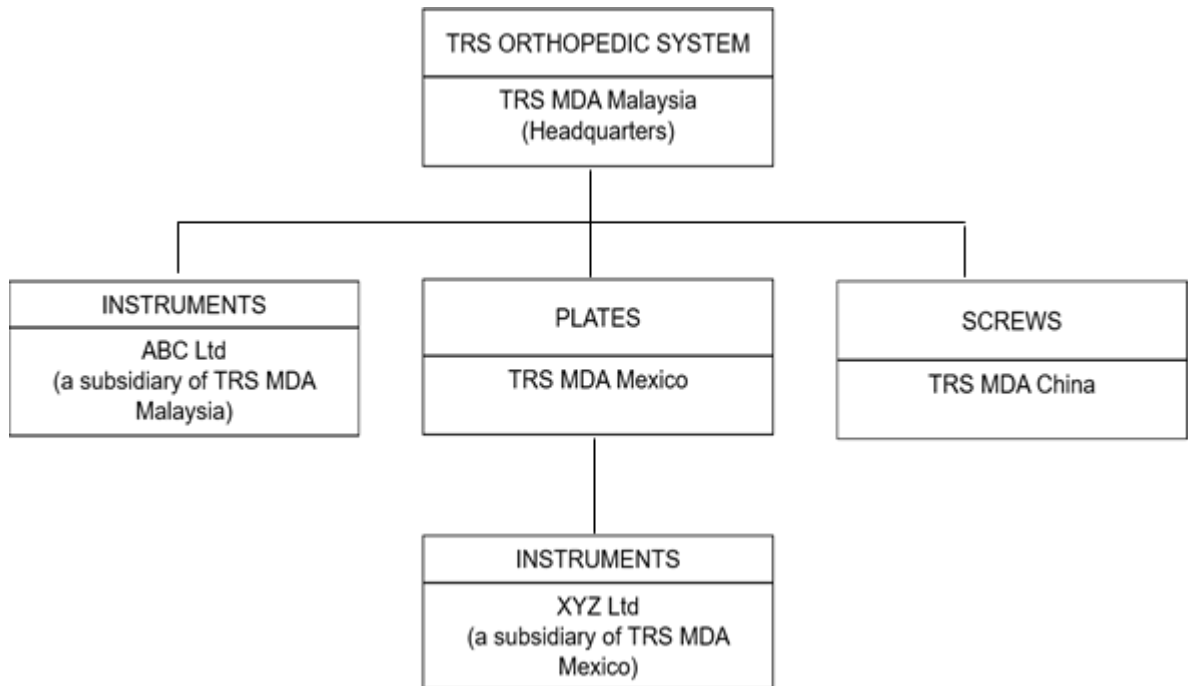 TRS ORTHOPEDIC SYSTEM
TRS MDA Malaysia
(Headquarters)
INSTRUMENTS
ABC Ltd
(a subsidiary of TRS MDA
Malaysia)
PLATES
TRS MDA Mexico
SCREWS
TRS MDA China
INSTRUMENTS
XYZ Ltd
(a subsidiary of TRS MDA
Mexico)